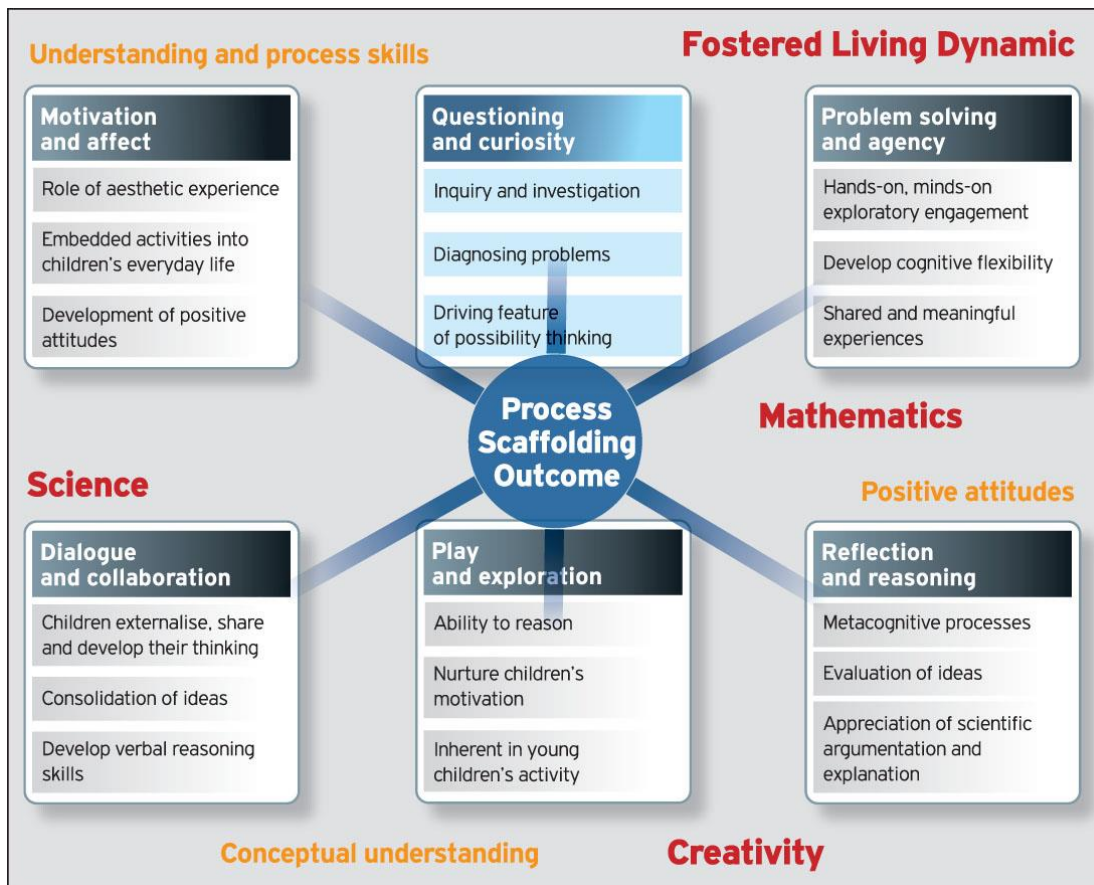 Understanding and process skills
Fostered Living Dynamic
Motivation
and affect
Role of aesthetic experience
Embedded activities into
children's everyday life
Development of positive
attitudes
Questioning
and curiosity
Inquiry and investigation
Diagnosing problems
Driving feature
of possibility thinking
Problem solving
and agency
Hands-on, minds-on
exploratory engagement
Develop cognitive flexibility
Shared and meaningful
experiences
Process
Scaffolding
Outcome
Mathematics
Science
Positive attitudes
Dialogue
and collaboration
Children externalise, share
and develop their thinking
Consolidation of ideas
Develop verbal reasoning
skills
Play
and exploration
Ability to reason
Nurture children's
motivation
Inherent in young
children's activity
Reflection
and reasoning
Metacognitive processes
Evaluation of ideas
Appreciation of scientific
argumentation and
explanation
Conceptual understanding
Creativity